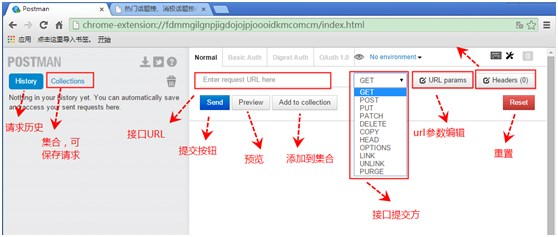 Postman
热门话题榜，消极话题榜-
chrome-extension://fdmmgilgnpjigdojojpjoooidkmcomcm/index.html
应用 点击这里导入书签。 开始
POSTMAN
History
Collections
Nothing in your history yet. You can automatically
save and access your sent requests here.
请求历史
集合，可
保存请求
Normal
Basic Auth
Digest Auth
OAuth 1.0
No environment
Enter request URL here
GET
URL params
Headers (0)
Send
Preview
Add to collection
Reset
GET
POST
PUT
PATCH
DELETE
COPY
HEAD
OPTIONS
LINK
UNLINK
PURGE
接口URL
提交按钮
预览
添加到集合
接口提交方
url参数编辑
重置